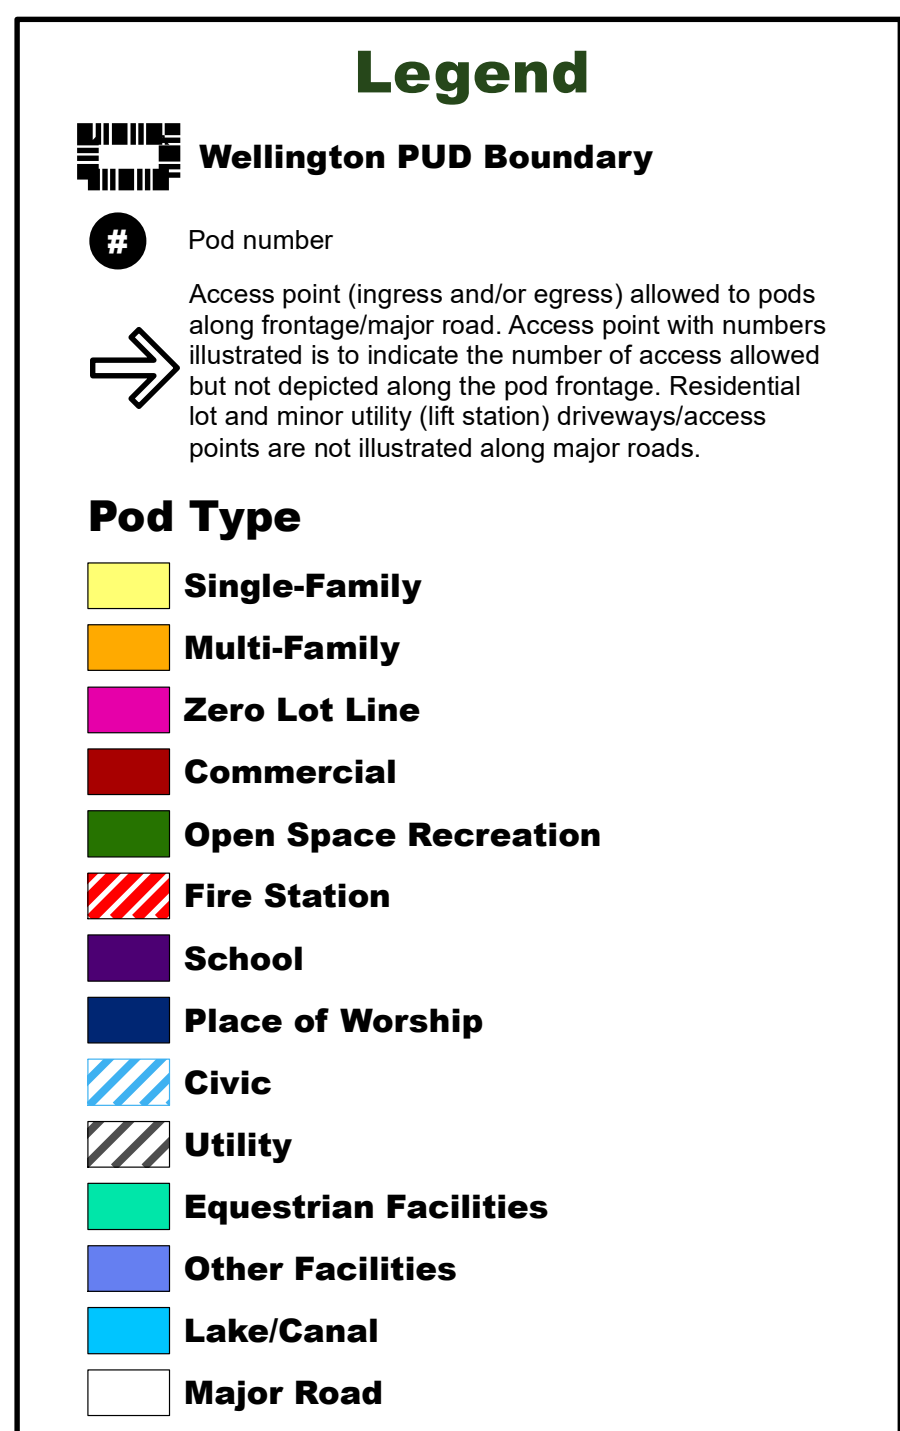 Legend
Wellington PUD Boundary
#
Pod number
Access point (ingress and/or egress) allowed to pods
along frontage/major road. Access point with numbers
illustrated is to indicate the number of access allowed
but not depicted along the pod frontage. Residential
lot and minor utility (lift station) driveways/access
points are not illustrated along major roads.
Pod Type
Single-Family
Multi-Family
Zero Lot Line
Commercial
Open Space Recreation
Fire Station
School
Place of Worship
Civic
Utility
Equestrian Facilities
Other Facilities
Lake/Canal
Major Road